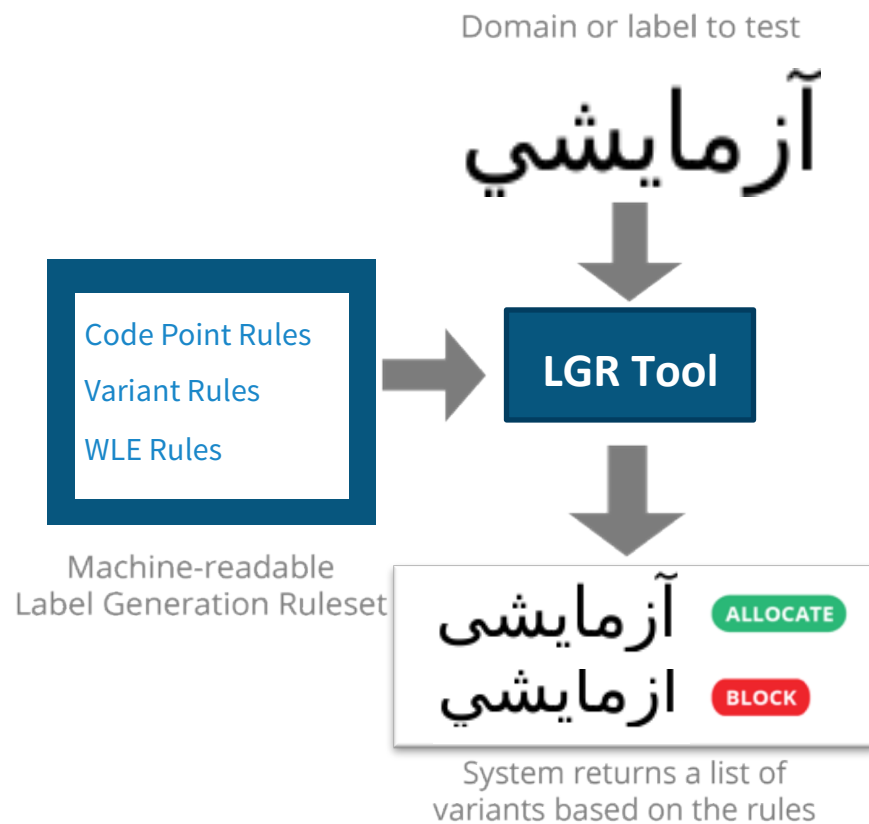 Domain or label to test
آزمايشي
Code Point Rules
Variant Rules
WLE Rules
LGR Tool
Machine-readable
Label Generation Ruleset
آزمایشی ALLOCATE
ازمايشي BLOCK
System returns a list of
variants based on the rules